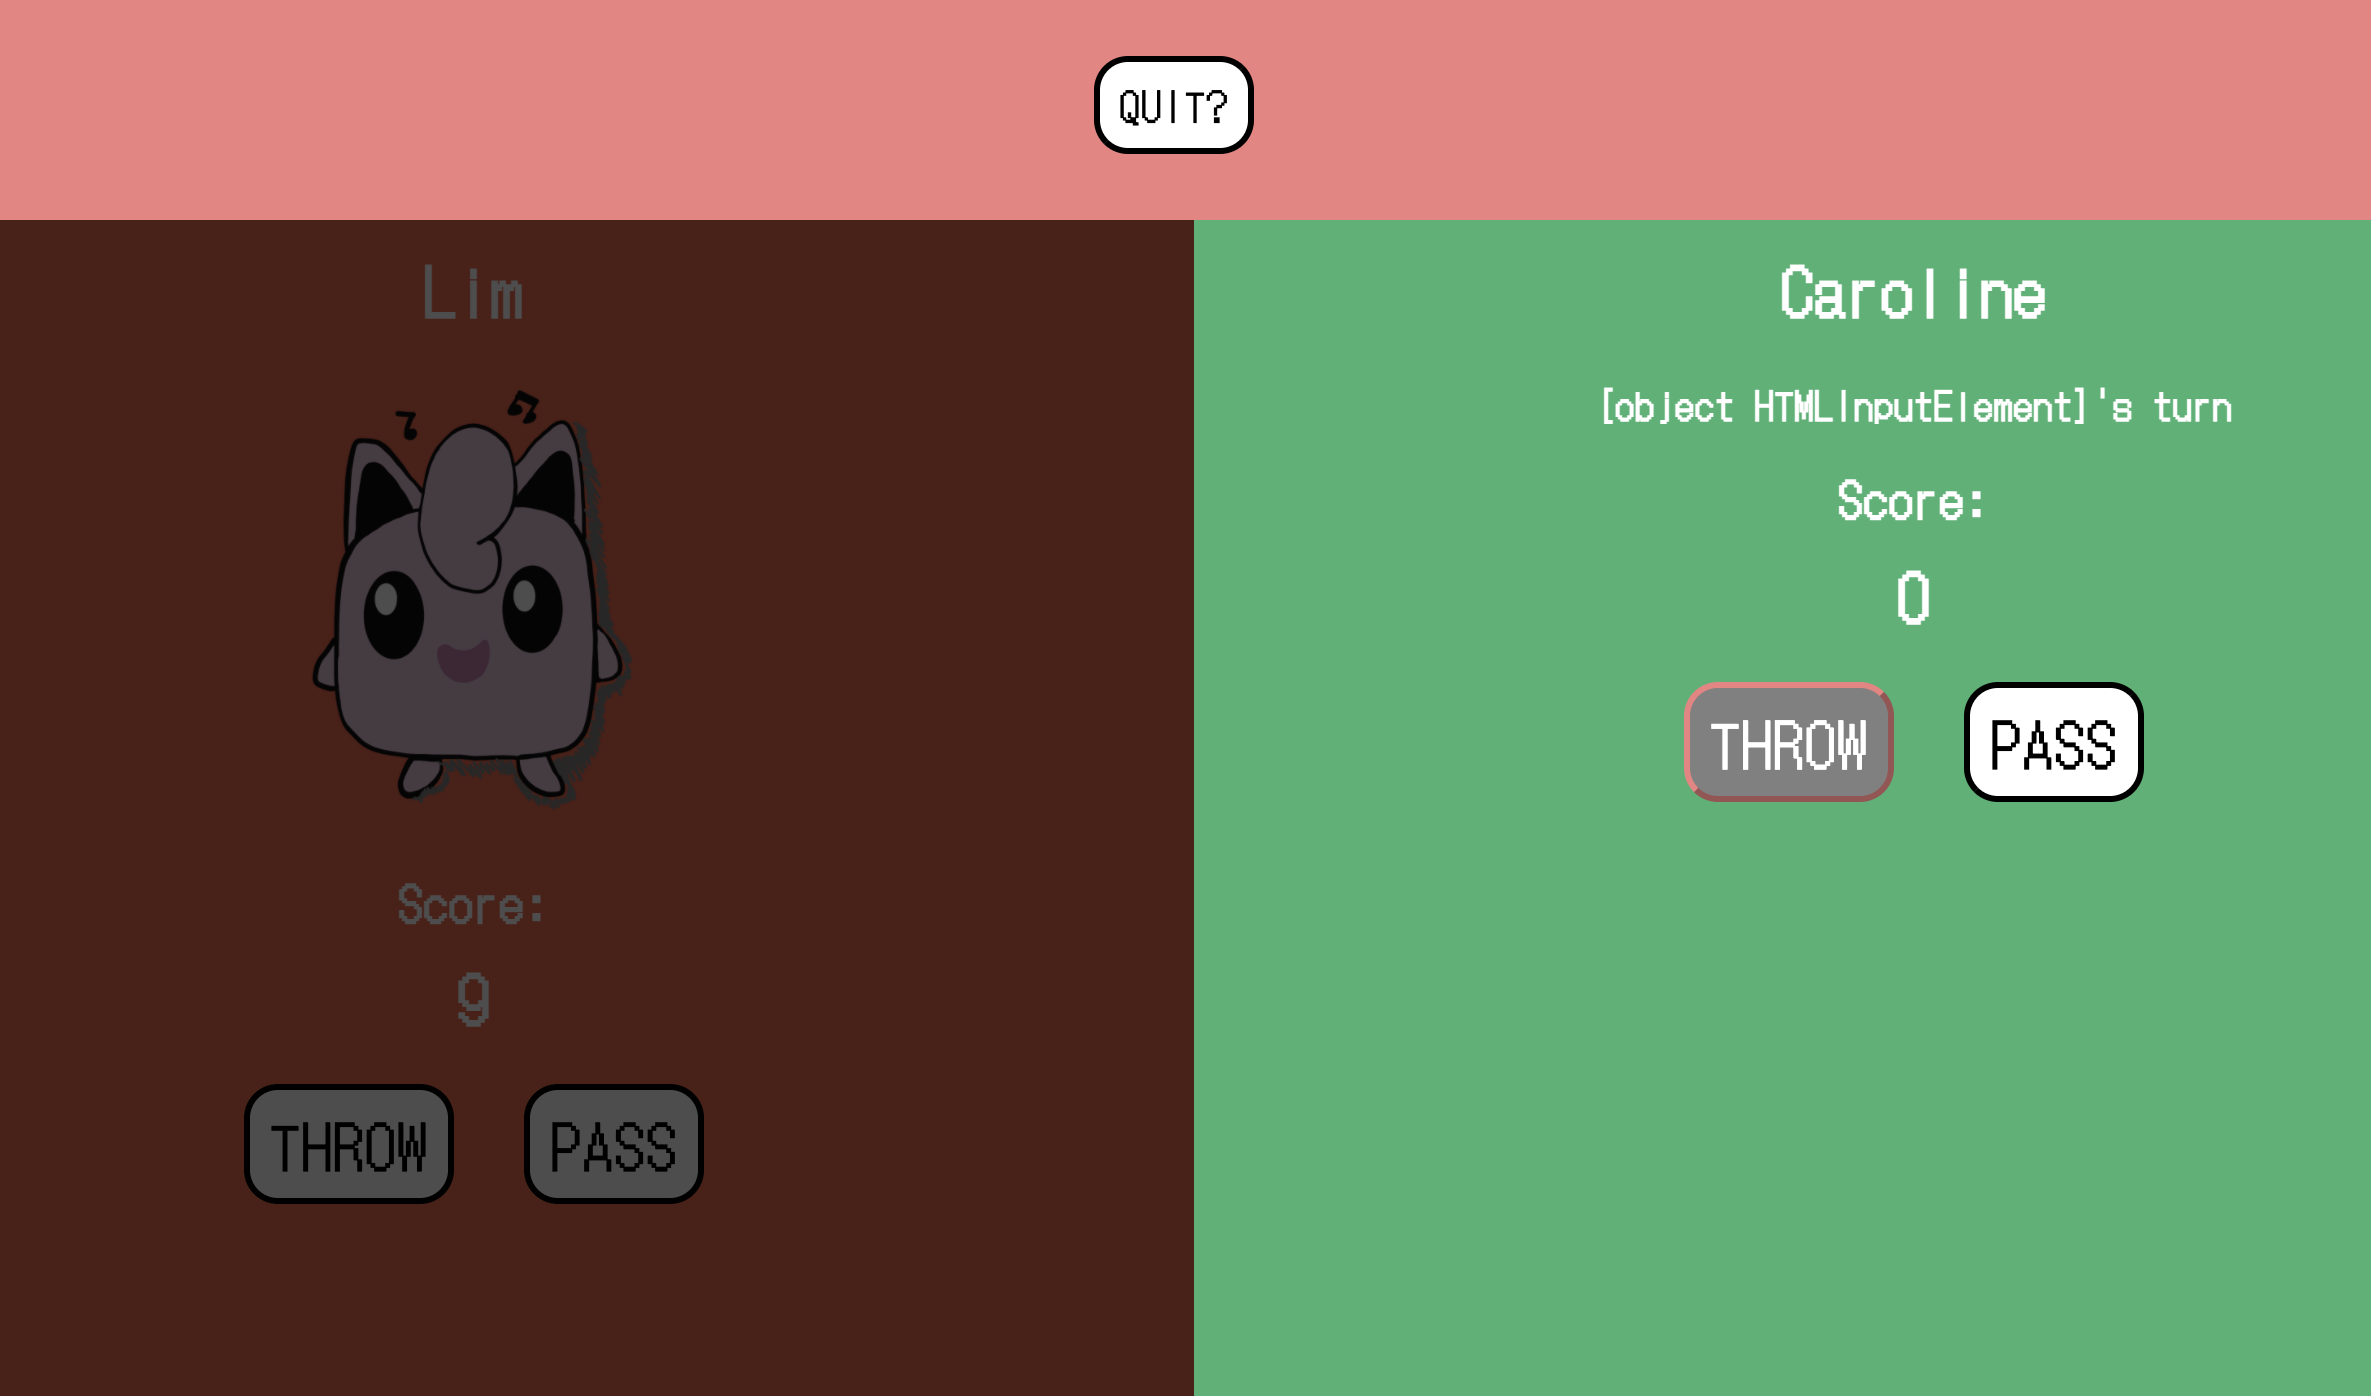 QUIT?
Lim
Score:
9
THROW
PASS
Caroline
[object HTMLInputElement]'s turn
Score:
0
THROW
PASS